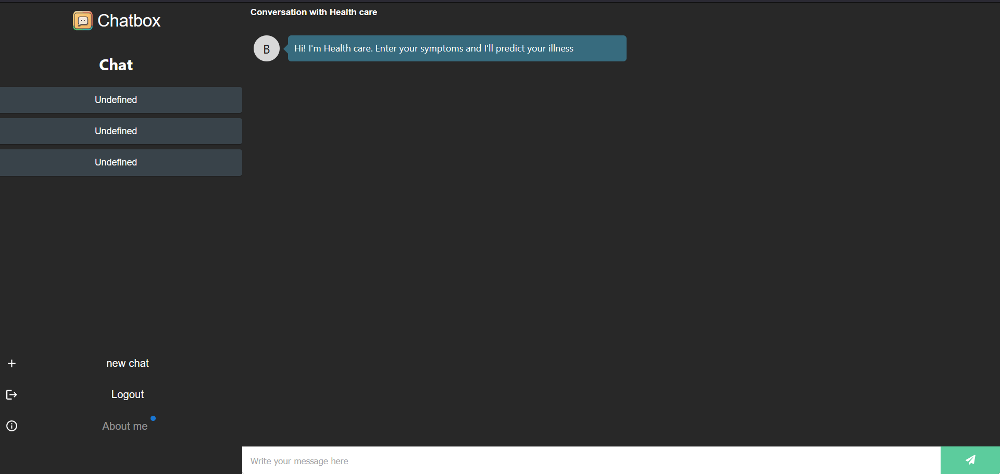 Chatbox
Chat
Undefined
Undefined
Undefined
new chat
Logout
About me
Conversation with Health care
B
Hi! I'm Health care. Enter your symptoms and I'll predict your illness
Write your message here